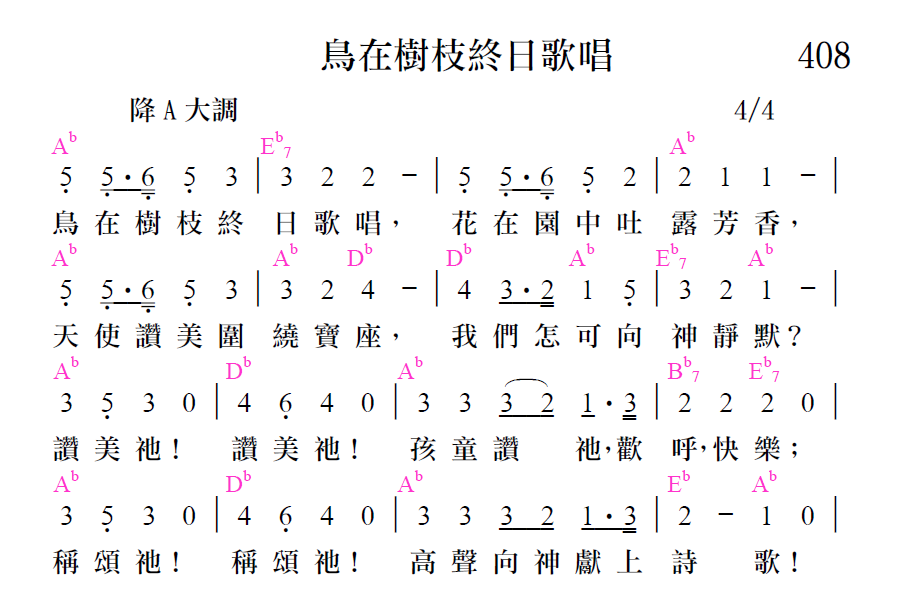 鳥在樹枝終日歌唱 408
降 A 大調 4/4
A♭ E♭7 A♭
5̣ 5̣·6̣ 5̣ 3 | 3 2 2 － | 5̣ 5̣·6̣ 5̣ 2 | 2 1 1 － |
鳥在樹枝終 日歌唱， 花在園中吐 露芳香，
A♭ A♭ D♭ D♭ A♭ E♭7 A♭
5̣ 5̣·6̣ 5̣ 3 | 3 2 4 － | 4 3·2 1 5̣ | 3 2 1 － |
天使讚美圍 繞寶座， 我們怎可向 神靜默？
A♭ D♭ A♭ B♭7 E♭7
3 5̣ 3 0 | 4 6̣ 4 0 | 3 3 3 2 1·3 | 2 2 2 0 |
讚美祂！ 讚美祂！ 孩童讚 祂，歡 呼，快樂；
A♭ D♭ A♭ E♭ A♭
3 5̣ 3 0 | 4 6̣ 4 0 | 3 3 3 2 1·3 | 2 － 1 0 |
稱頌祂！ 稱頌祂！ 高聲向神獻上 詩 歌！